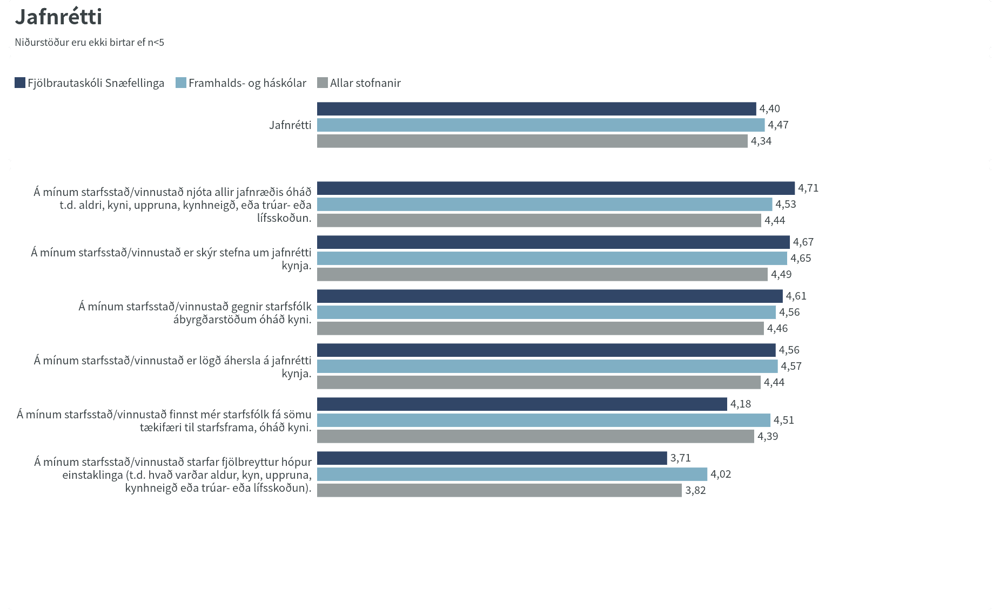 Jafnrétti
Niðurstöður eru ekki birtar ef n<5
Fjölbrautaskóli Snæfellinga Framhalds- og háskólar Allar stofnanir
Jafnrétti
4,40
4,47
4,34
Á mínum starfsstað/vinnustað njóta allir jafnræðis óháð
t.d. aldri, kyni, uppruna, kynhneigð, eða trúar- eða
lífsskoðun.
4,71
4,53
4,44
Á mínum starfsstað/vinnustað er skýr stefna um jafnrétti
kynja.
4,67
4,65
4,49
Á mínum starfsstað/vinnustað gegnir starfsfólk
ábyrgðarstöðum óháð kyni.
4,61
4,56
4,46
Á mínum starfsstað/vinnustað er lögð áhersla á jafnrétti
kynja.
4,56
4,57
4,44
Á mínum starfsstað/vinnustað finnst mér starfsfólk fá sömu
tækifæri til starfsframa, óháð kyni.
4,18
4,51
4,39
Á mínum starfsstað/vinnustað starfar fjölbreyttur hópur
einstaklinga (t.d. hvað varðar aldur, kyn, uppruna,
kynhneigð eða trúar- eða lífsskoðun).
3,71
4,02
3,82